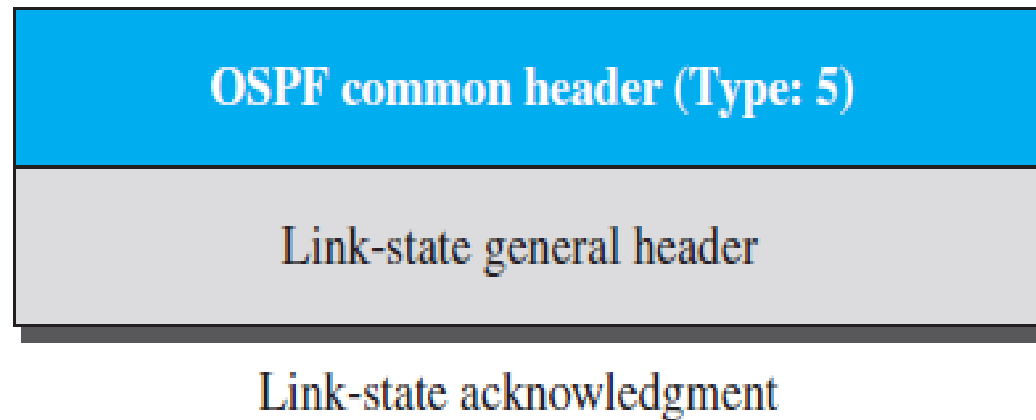 OSPF common header (Type: 5)
Link-state general header
Link-state acknowledgment